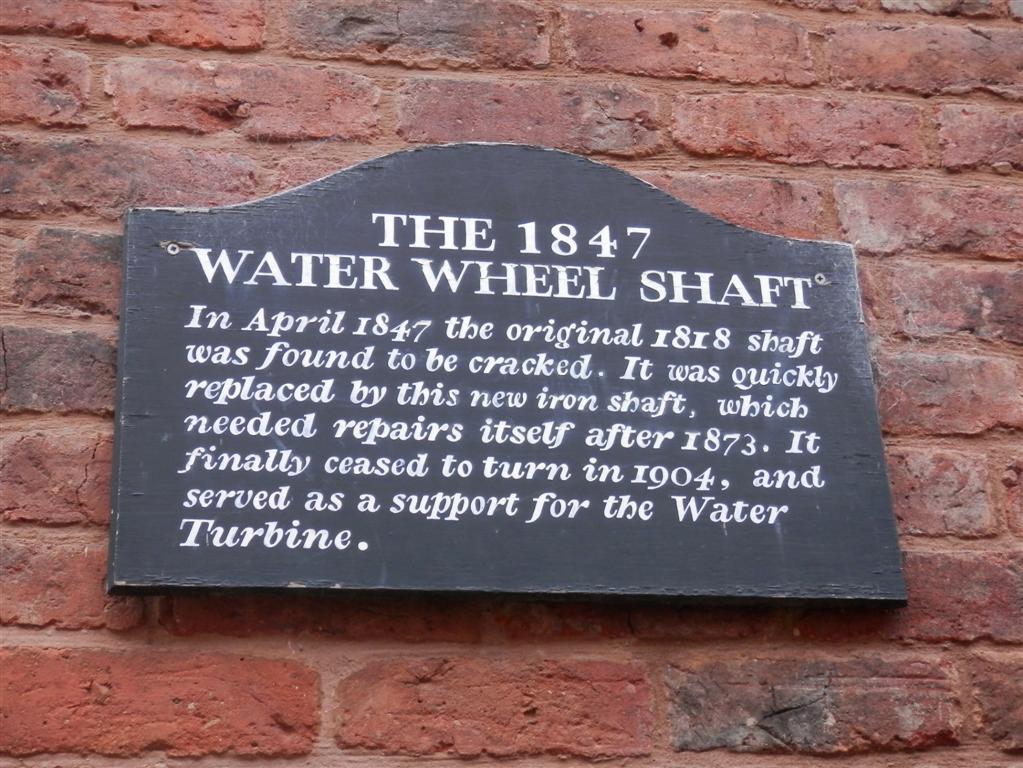 THE 1847
WATER WHEEL SHAFT
In April 1847 the original 1818 shaft
was found to be cracked. It was quickly
replaced by this new iron shaft, which
needed repairs itself after 1873. It
finally ceased to turn in 1904, and
served as a support for the Water
Turbine.